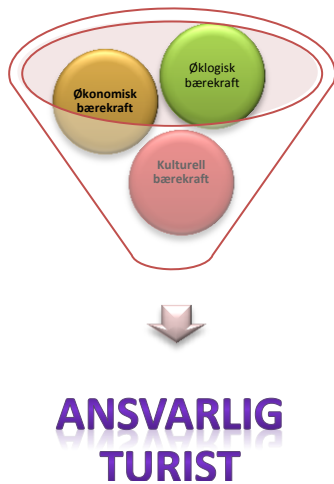 Økonomisk
bærekraft
Øklogisk
bærekraft
Kulturell
bærekraft
ANSVARLIG
TURIST